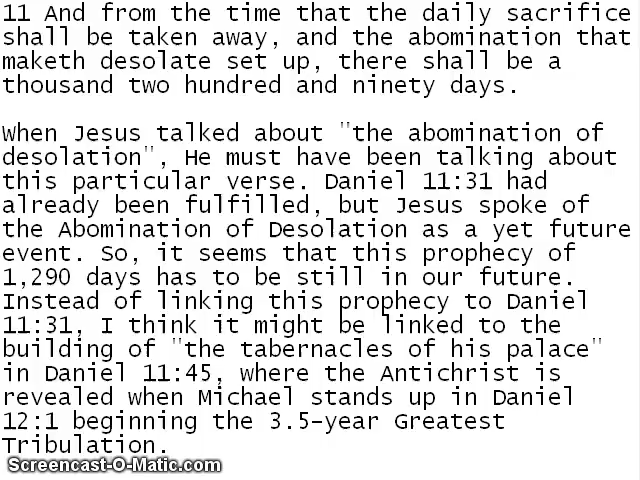 11 And from the time that the daily sacrifice
shall be taken away, and the abomination that
maketh desolate set up, there shall be a
thousand two hundred and ninety days.
When Jesus talked about "the abomination of
desolation", He must have been talking about
this particular verse. Daniel 11:31 had
already been fulfilled, but Jesus spoke of
the Abomination of Desolation as a yet future
event. So, it seems that this prophecy of
1,290 days has to be still in our future.
Instead of linking this prophecy to Daniel
11:31, I think it might be linked to the
building of "the tabernacles of his palace"
in Daniel 11:45, where the Antichrist is
revealed when Michael stands up in Daniel
12:1 beginning the 3.5-year Greatest
Tribulation.
Screencast-O-Matic.com